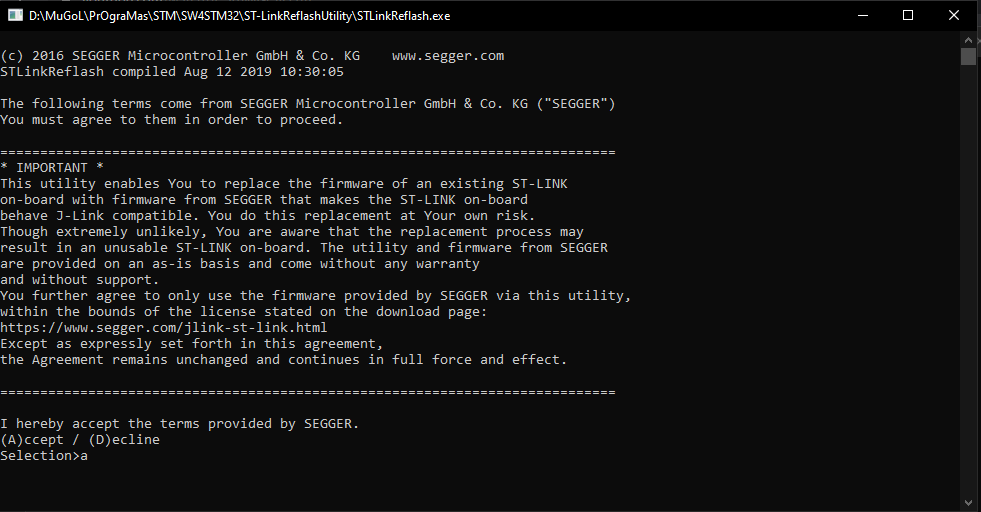 D:\MuGoL\PrOgraMas\STM\SW4STM32\ST-LinkReflashUtility\STLinkReflash.exe
(c) 2016 SEGGER Microcontroller GmbH & Co. KG    www.segger.com
STLinkReflash compiled Aug 12 2019 10:30:05
The following terms come from SEGGER Microcontroller GmbH & Co. KG ("SEGGER")
You must agree to them in order to proceed.
=============================================================================
* IMPORTANT *
This utility enables You to replace the firmware of an existing ST-LINK
on-board with firmware from SEGGER that makes the ST-LINK on-board
behave J-Link compatible. You do this replacement at Your own risk.
Though extremely unlikely, You are aware that the replacement process may
result in an unusable ST-LINK on-board. The utility and firmware from SEGGER
are provided on an as-is basis and come without any warranty
and without support.
You further agree to only use the firmware provided by SEGGER via this utility,
within the bounds of the license stated on the download page:
https://www.segger.com/jlink-st-link.html
Except as expressly set forth in this agreement,
the Agreement remains unchanged and continues in full force and effect.
=============================================================================
I hereby accept the terms provided by SEGGER.
(A)ccept / (D)ecline
Selection>a